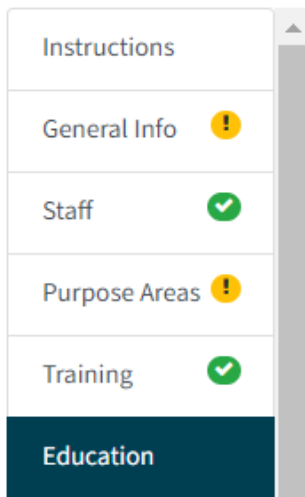 Instructions
General Info !
Staff
Purpose Areas !
Training
Education